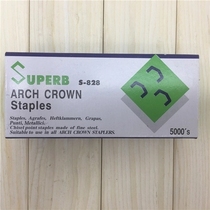 SUPERB
S-828
ARCH CROWN
Staples
Staples, Agrafes, Heftklammern, Grapas,
Punti, Metallici.
Chisel point staples made of fine steel.
Suitable to use in all ARCH CROWN STAPLERS.
5000's